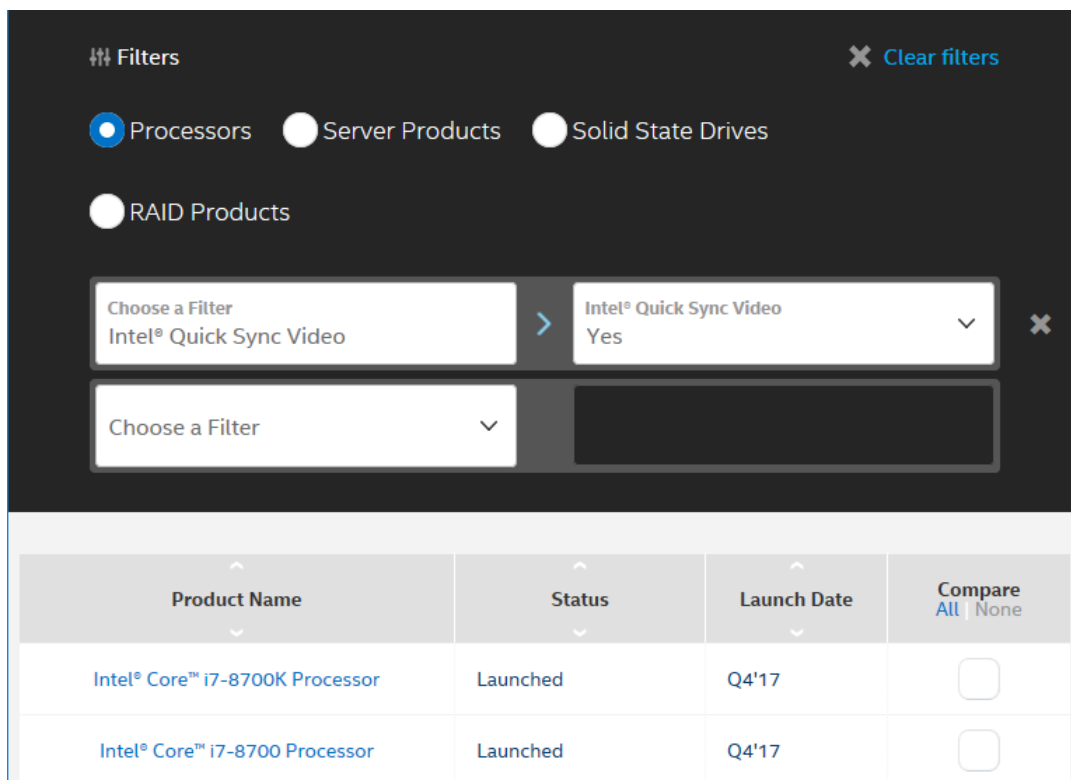 Filters
Clear filters
Processors Server Products Solid State Drives
RAID Products
Choose a Filter Intel® Quick Sync Video
Intel® Quick Sync Video Yes
Choose a Filter
Product Name Status Launch Date Compare
All | None
Intel® Core™ i7-8700K Processor Launched Q4'17
Intel® Core™ i7-8700 Processor Launched Q4'17